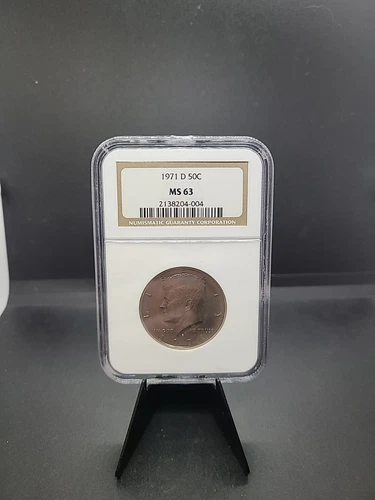 1971 D 50C
MS 63
2138204-004
NUMISMATIC GUARANTY CORPORATION